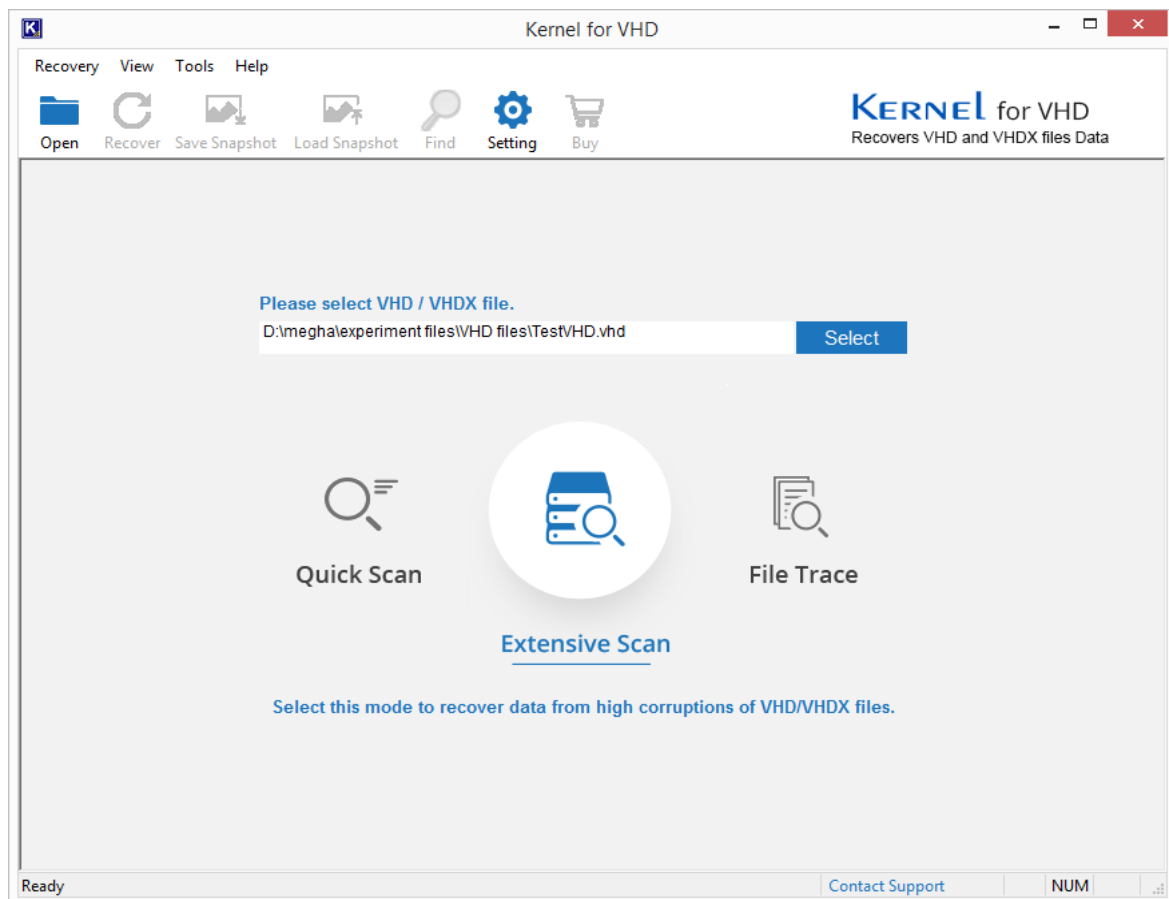 Kernel for VHD
Recovery View Tools Help
Open Recover Save Snapshot Load Snapshot Find Setting Buy
KERNEL for VHD
Recovers VHD and VHDX files Data
Please select VHD / VHDX file.
D:\megha\experiment files\VHD files\TestVHD.vhd
Select
Quick Scan
File Trace
Extensive Scan
Select this mode to recover data from high corruptions of VHD/VHDX files.
Ready Contact Support NUM